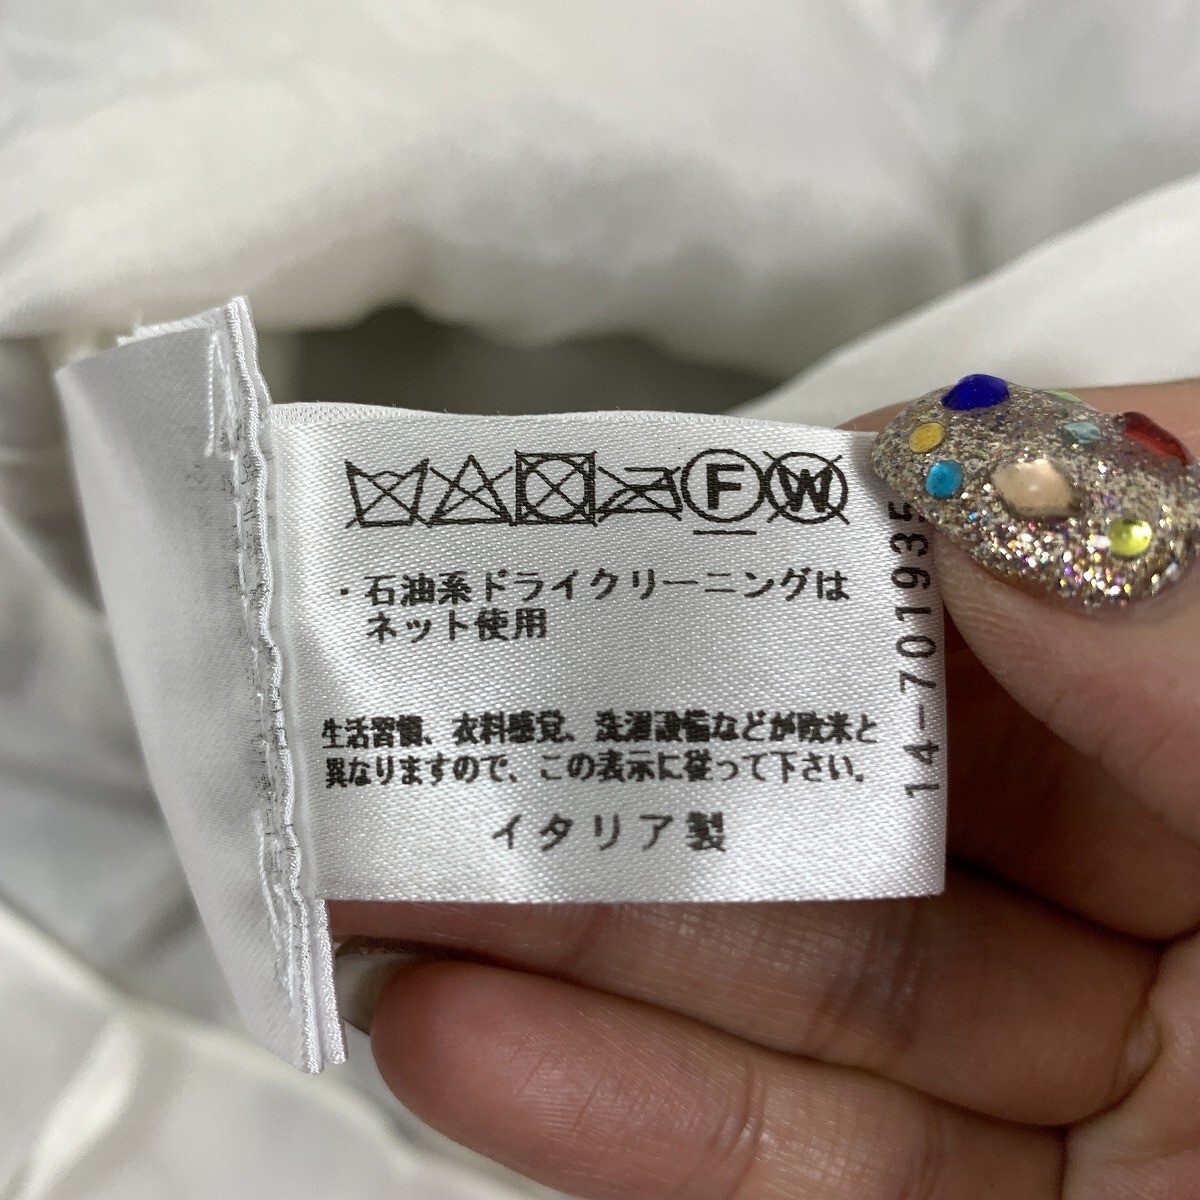 F W
・石油系ドライクリーニングは
ネット使用
生活習慣、衣料感覚、洗濯設備などが欧米と
異なりますので、この表示に従って下さい。
イタリア製
14-701935